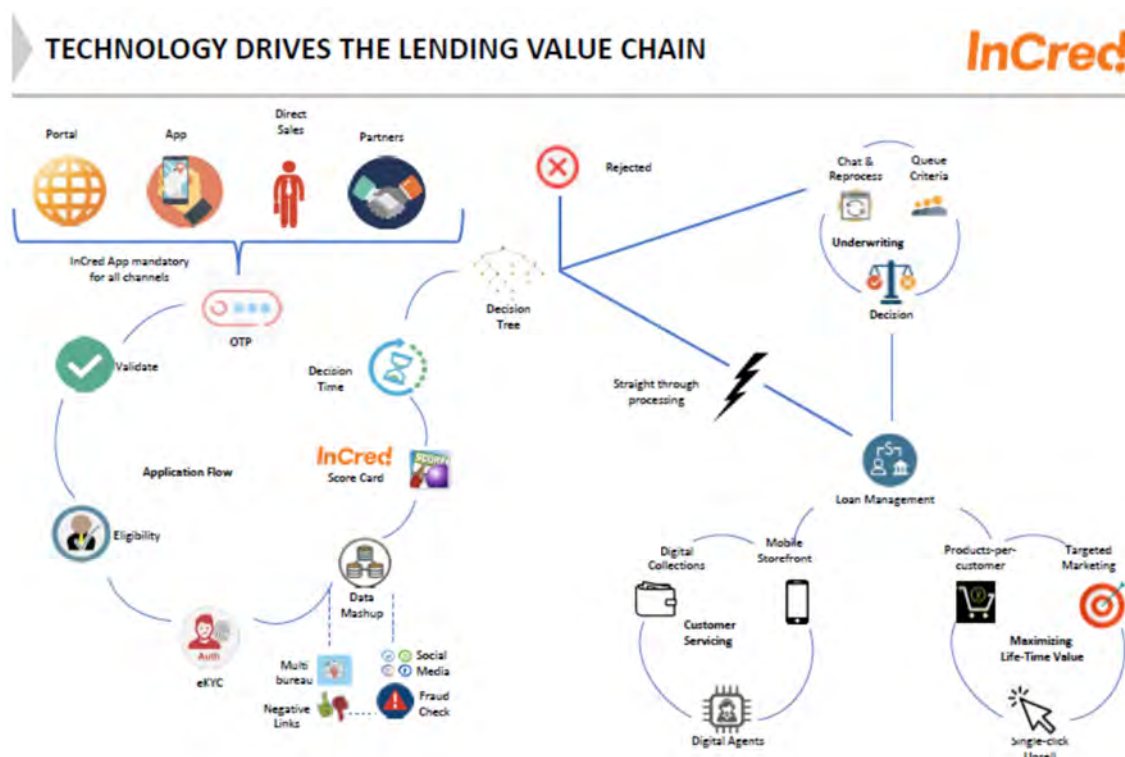 TECHNOLOGY DRIVES THE LENDING VALUE CHAIN
InCred
Portal
App
Direct
Sales
Partners
Rejected
Chat &
Reprocess
Queue
Criteria
Underwriting
Decision
InCred App mandatory
for all channels
OTP
Decision
Tree
Validate
Decision
Time
Straight through
processing
InCred
SCORE
Score Card
Application Flow
Loan Management
Eligibility
Data
Mashup
Auth
eKYC
Multi
bureau
Social
Media
Negative
Links
Fraud
Check
Digital
Collections
Mobile
Storefront
Customer
Servicing
Digital Agents
Products-per-
customer
Targeted
Marketing
Maximizing
Life-Time Value
Single-click